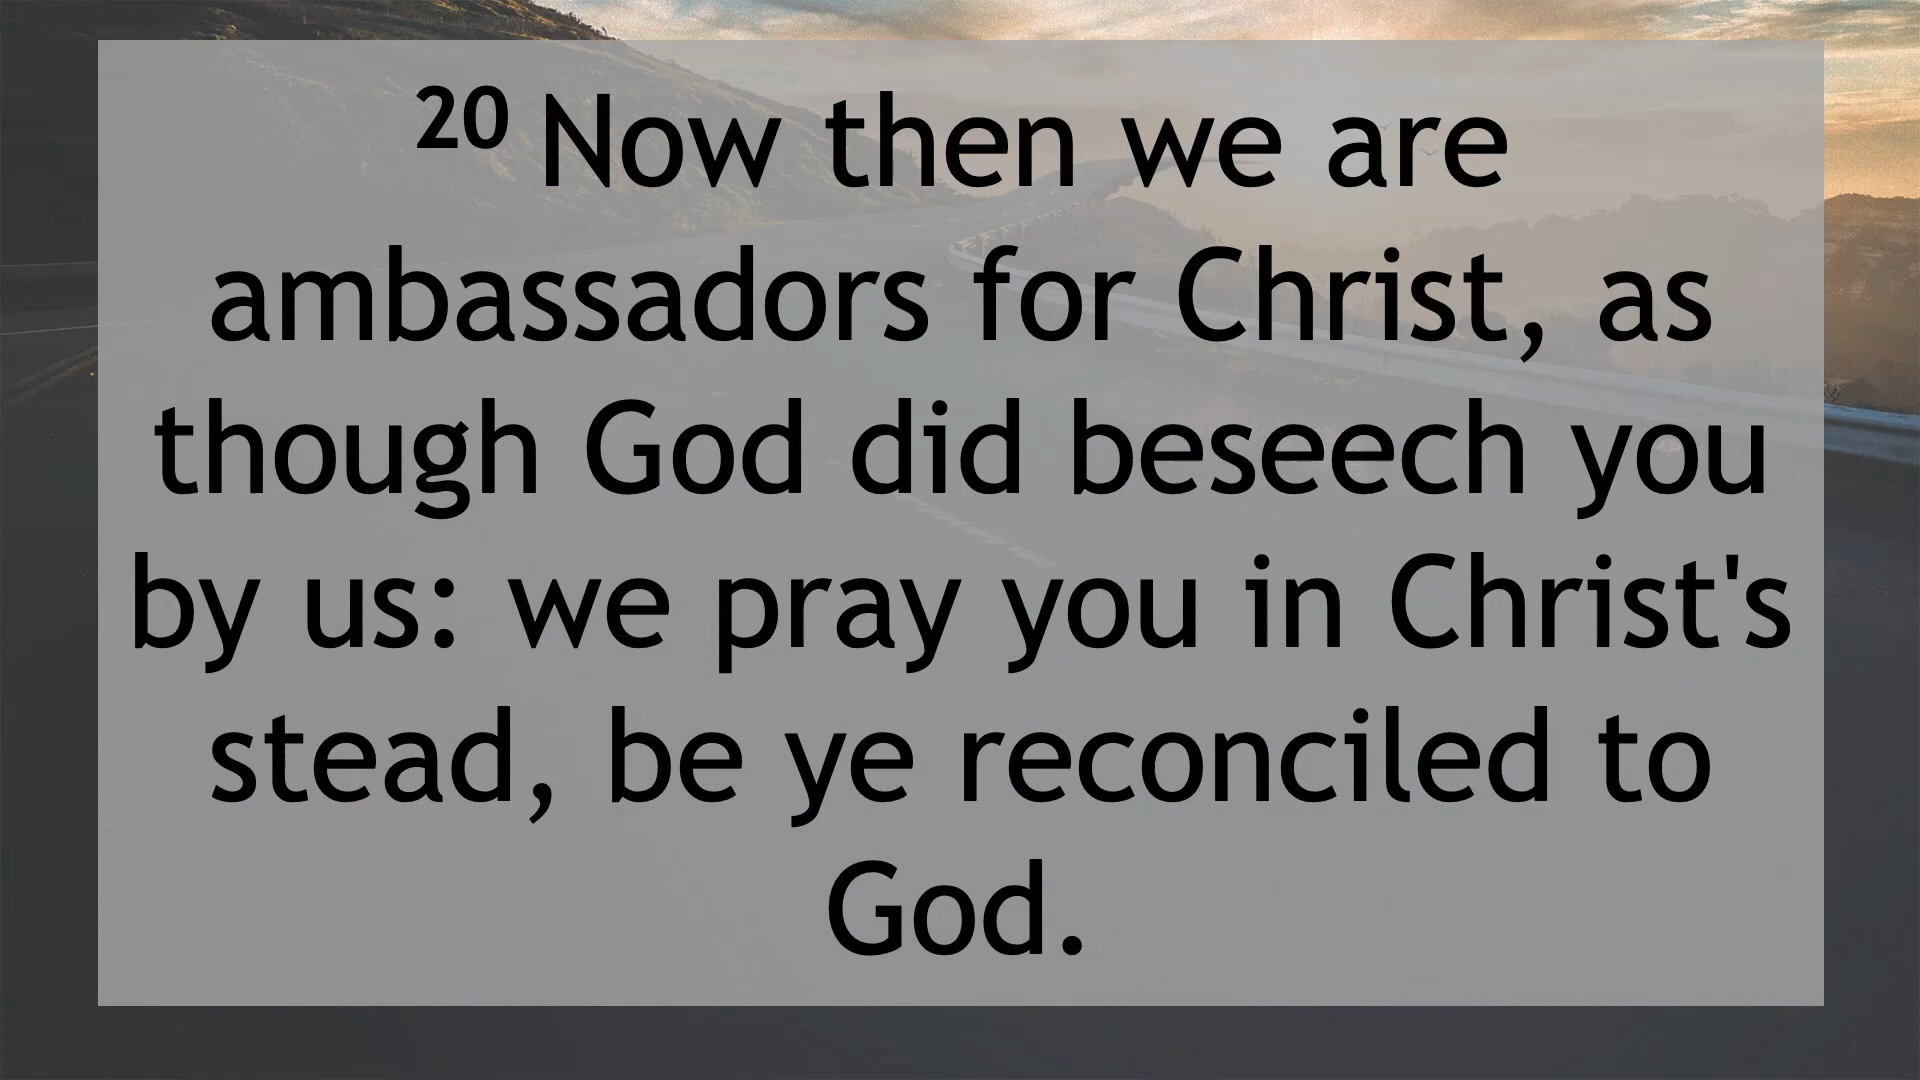 20 Now then we are
ambassadors for Christ, as
though God did beseech you
by us: we pray you in Christ's
stead, be ye reconciled to
God.